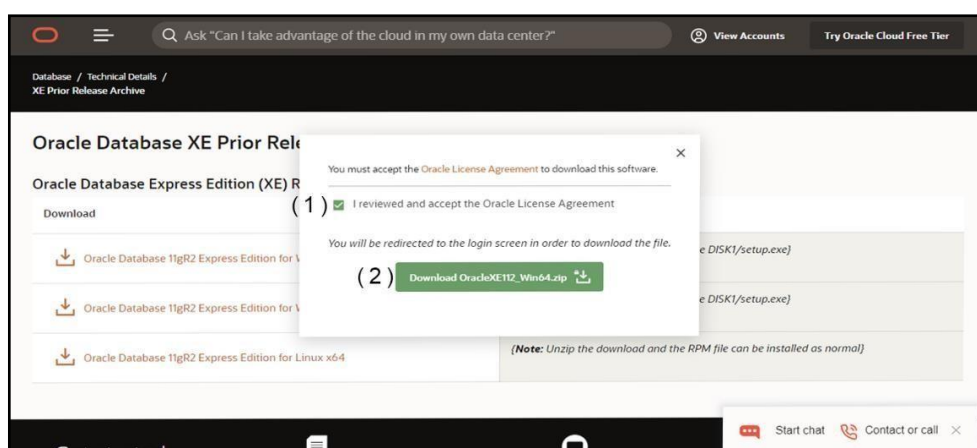 Ask "Can I take advantage of the cloud in my own data center?"
View Accounts
Try Oracle Cloud Free Tier
Database / Technical Details /
XE Prior Release Archive
Oracle Database XE Prior Rele
Oracle Database Express Edition (XE) R
Download
Oracle Database 11gR2 Express Edition for W
e DISK1/setup.exe}
Oracle Database 11gR2 Express Edition for
e DISK1/setup.exe}
Oracle Database 11gR2 Express Edition for Linux x64
{Note: Unzip the download and the RPM file can be installed as normal}
You must accept the Oracle License Agreement to download this software.
(1) I reviewed and accept the Oracle License Agreement
You will be redirected to the login screen in order to download the file.
(2) Download OracleXE112_Win64.zip
Start chat
Contact or call